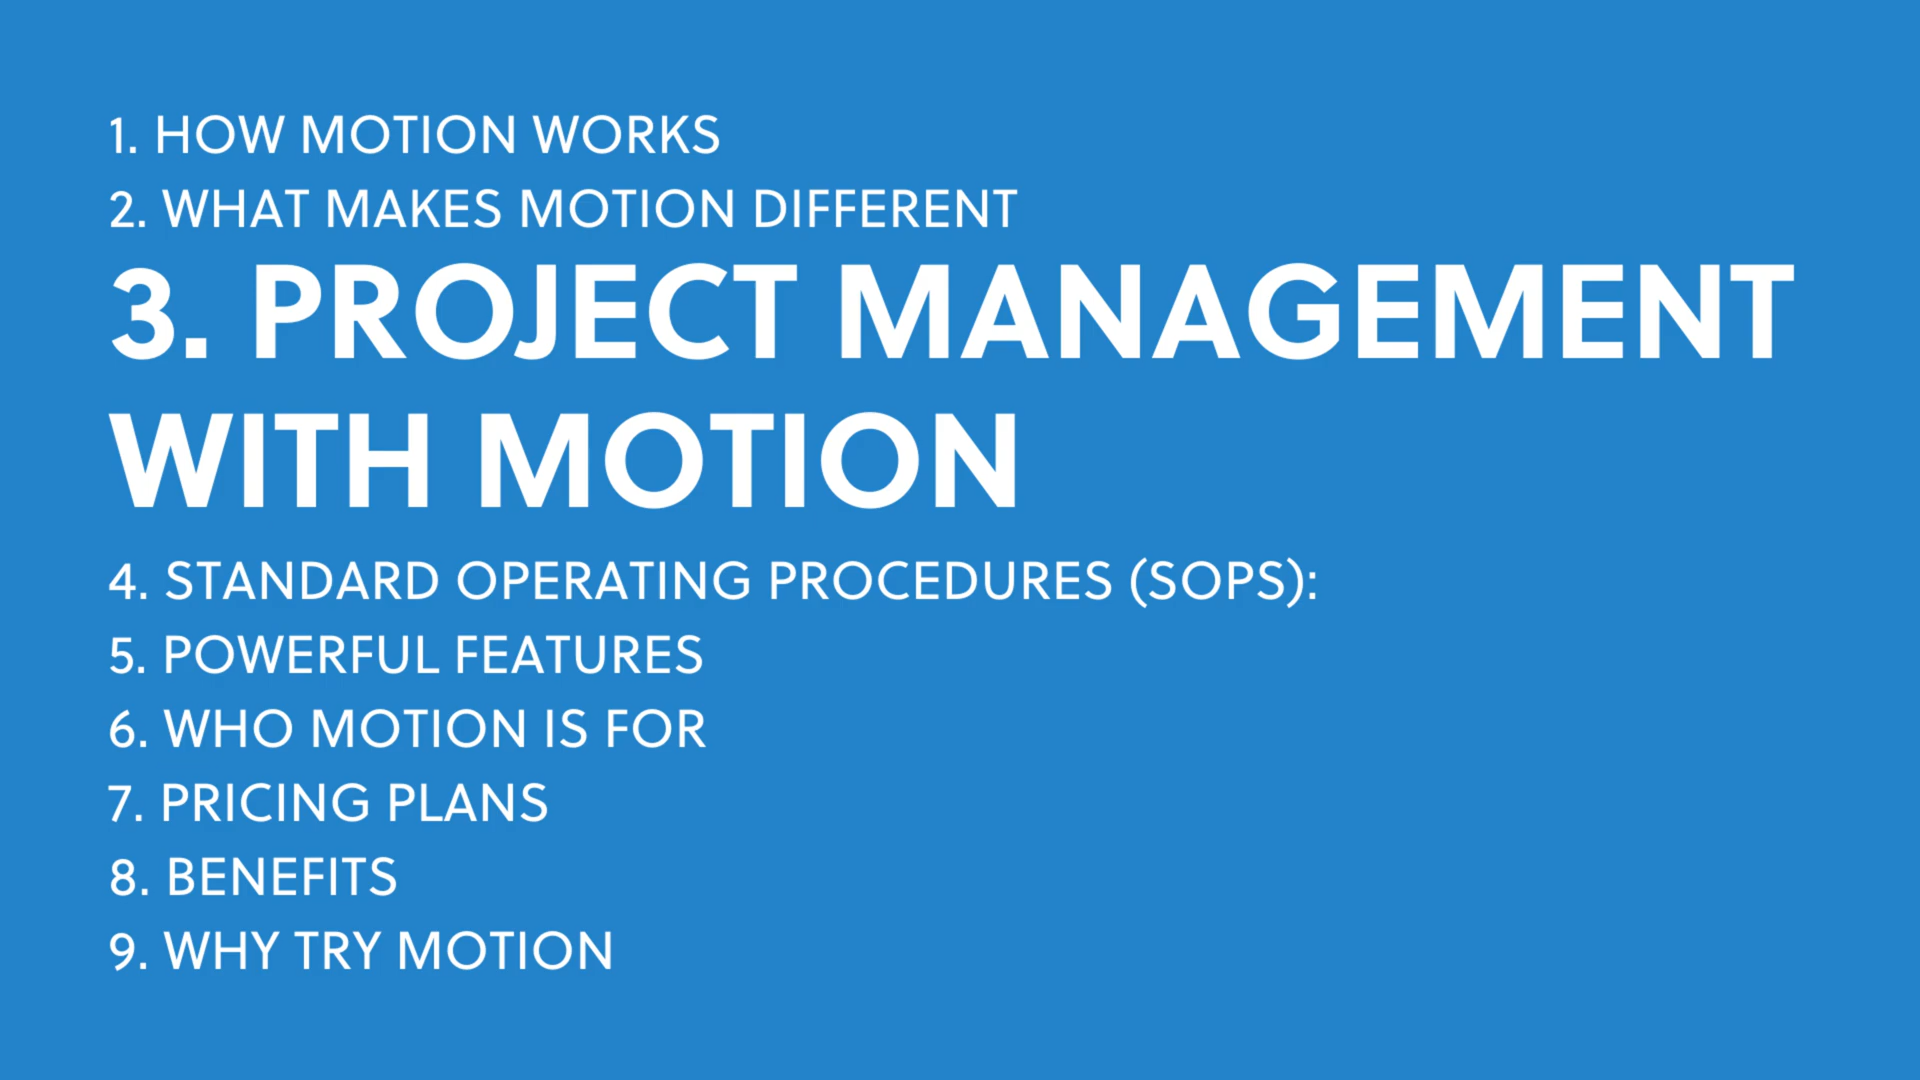 1. HOW MOTION WORKS
2. WHAT MAKES MOTION DIFFERENT
3. PROJECT MANAGEMENT
WITH MOTION
4. STANDARD OPERATING PROCEDURES (SOPS):
5. POWERFUL FEATURES
6. WHO MOTION IS FOR
7. PRICING PLANS
8. BENEFITS
9. WHY TRY MOTION